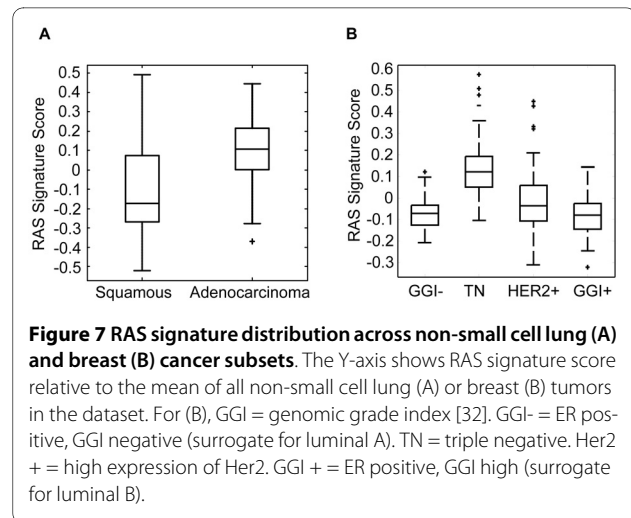 A
B
RAS Signature Score
0.5
0.4
0.3
0.2
0.1
0
-0.1
-0.2
-0.3
-0.4
-0.5
Squamous Adenocarcinoma
RAS Signature Score
0.6
0.5
0.4
0.3
0.2
0.1
0
-0.1
-0.2
-0.3
GGI- TN HER2+ GGI+
Figure 7 RAS signature distribution across non-small cell lung (A)
and breast (B) cancer subsets. The Y-axis shows RAS signature score
relative to the mean of all non-small cell lung (A) or breast (B) tumors
in the dataset. For (B), GGI = genomic grade index [32]. GGI- = ER pos-
itive, GGI negative (surrogate for luminal A). TN = triple negative. Her2
+ = high expression of Her2. GGI + = ER positive, GGI high (surrogate
for luminal B).